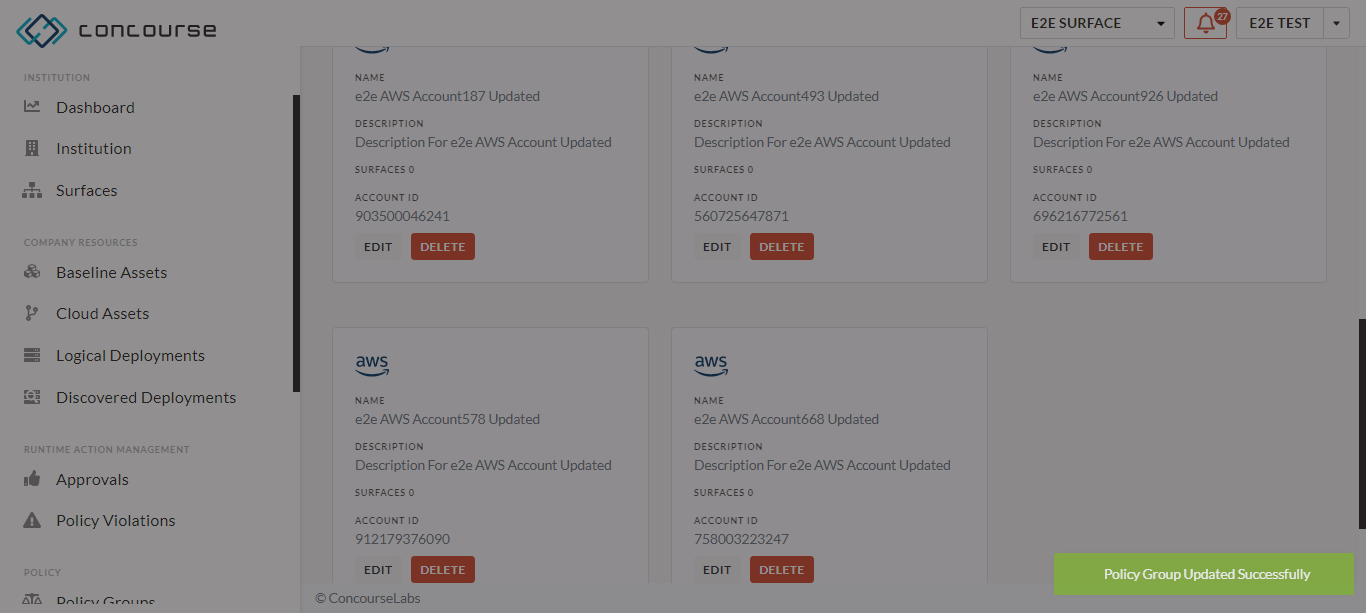 concourse
E2E SURFACE
27
E2E TEST
INSTITUTION
Dashboard
Institution
Surfaces
COMPANY RESOURCES
Baseline Assets
Cloud Assets
Logical Deployments
Discovered Deployments
RUNTIME ACTION MANAGEMENT
Approvals
Policy Violations
POLICY
Policy Groups
NAME
e2e AWS Account187 Updated
DESCRIPTION
Description For e2e AWS Account Updated
SURFACES 0
ACCOUNT ID
903500046241
EDIT DELETE
NAME
e2e AWS Account493 Updated
DESCRIPTION
Description For e2e AWS Account Updated
SURFACES 0
ACCOUNT ID
560725647871
EDIT DELETE
NAME
e2e AWS Account926 Updated
DESCRIPTION
Description For e2e AWS Account Updated
SURFACES 0
ACCOUNT ID
696216772561
EDIT DELETE
aws
NAME
e2e AWS Account578 Updated
DESCRIPTION
Description For e2e AWS Account Updated
SURFACES 0
ACCOUNT ID
912179376090
EDIT DELETE
aws
NAME
e2e AWS Account668 Updated
DESCRIPTION
Description For e2e AWS Account Updated
SURFACES 0
ACCOUNT ID
758003223247
EDIT DELETE
Policy Group Updated Successfully
© ConcourseLabs